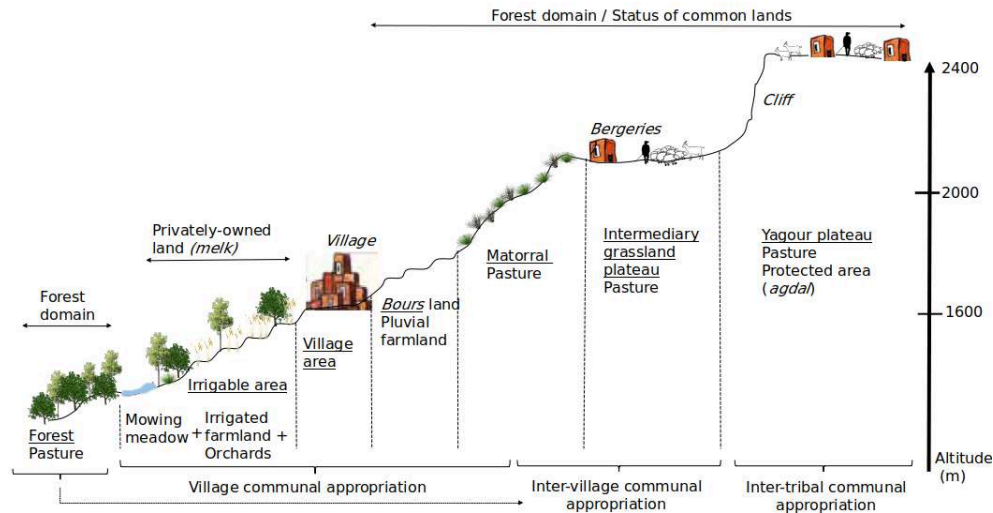 Forest domain / Status of common lands
2400
Cliff
Bergeries
2000
Privately-owned
land (melk)
Village
Intermediary
grassland
plateau
Pasture
Yagour plateau
Pasture
Protected area
(agdal)
Matorral
Pasture
Forest
domain
Bours land
Pluvial
farmland
1600
Village
area
Irrigable area
Mowing
meadow
+
Irrigated
farmland +
Orchards
Forest
Pasture
Altitude
(m)
Village communal appropriation
Inter-village communal
appropriation
Inter-tribal communal
appropriation